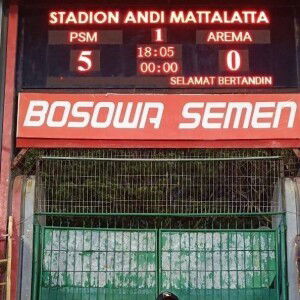 STADION ANDI MATTALATTA
PSM 1 AREMA
5 18:05 0
00:00
SELAMAT BERTANDIN
BOSOWA SEMEN